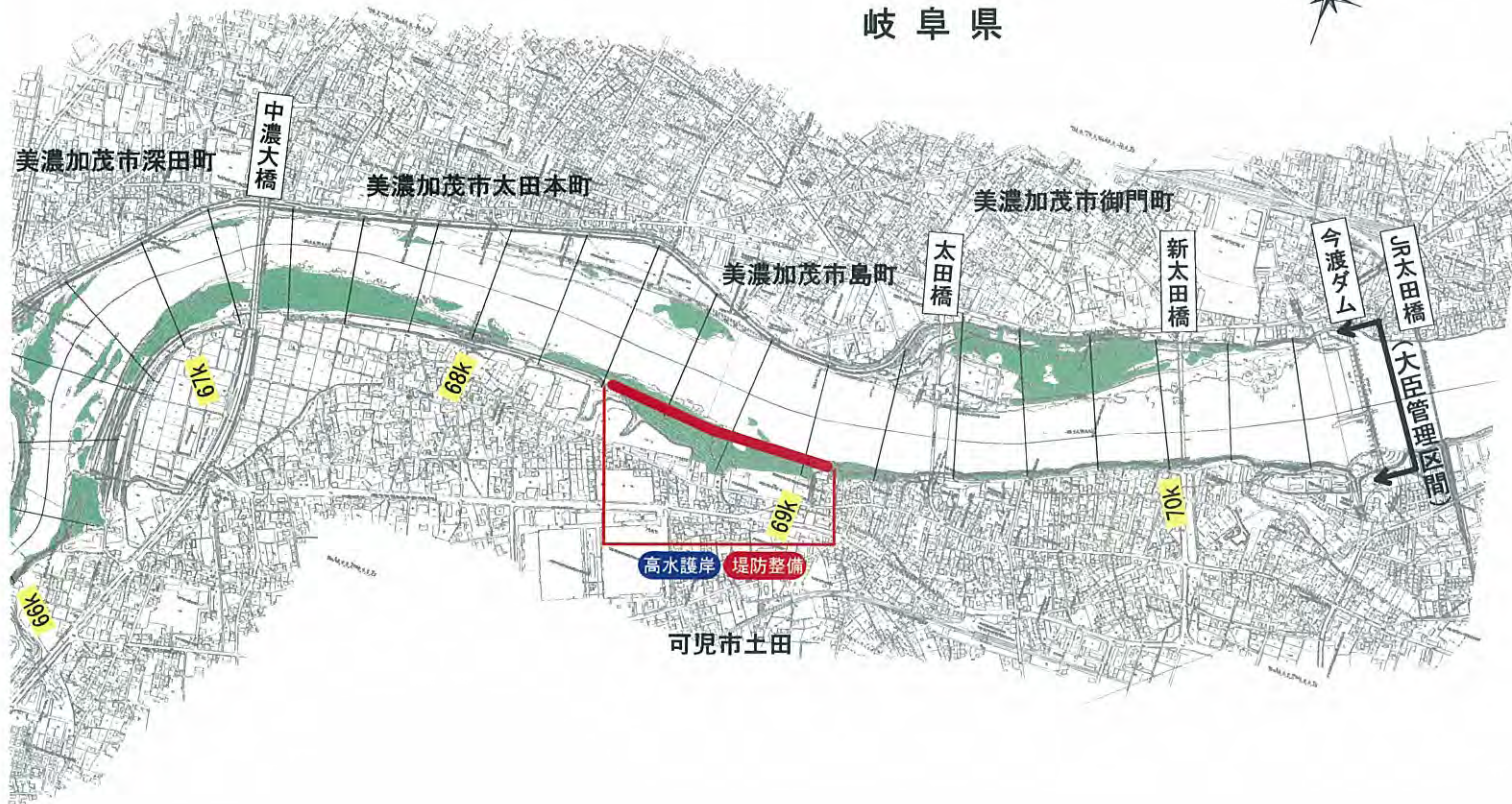 岐阜県
中濃大橋
美濃加茂市深田町
美濃加茂市太田本町
美濃加茂市御門町
美濃加茂市島町
太田橋
新太田橋
今渡ダム
JR太田橋
(大臣管理区間)
67k
68k
69k
70k
66k
高水護岸
堤防整備
可児市土田